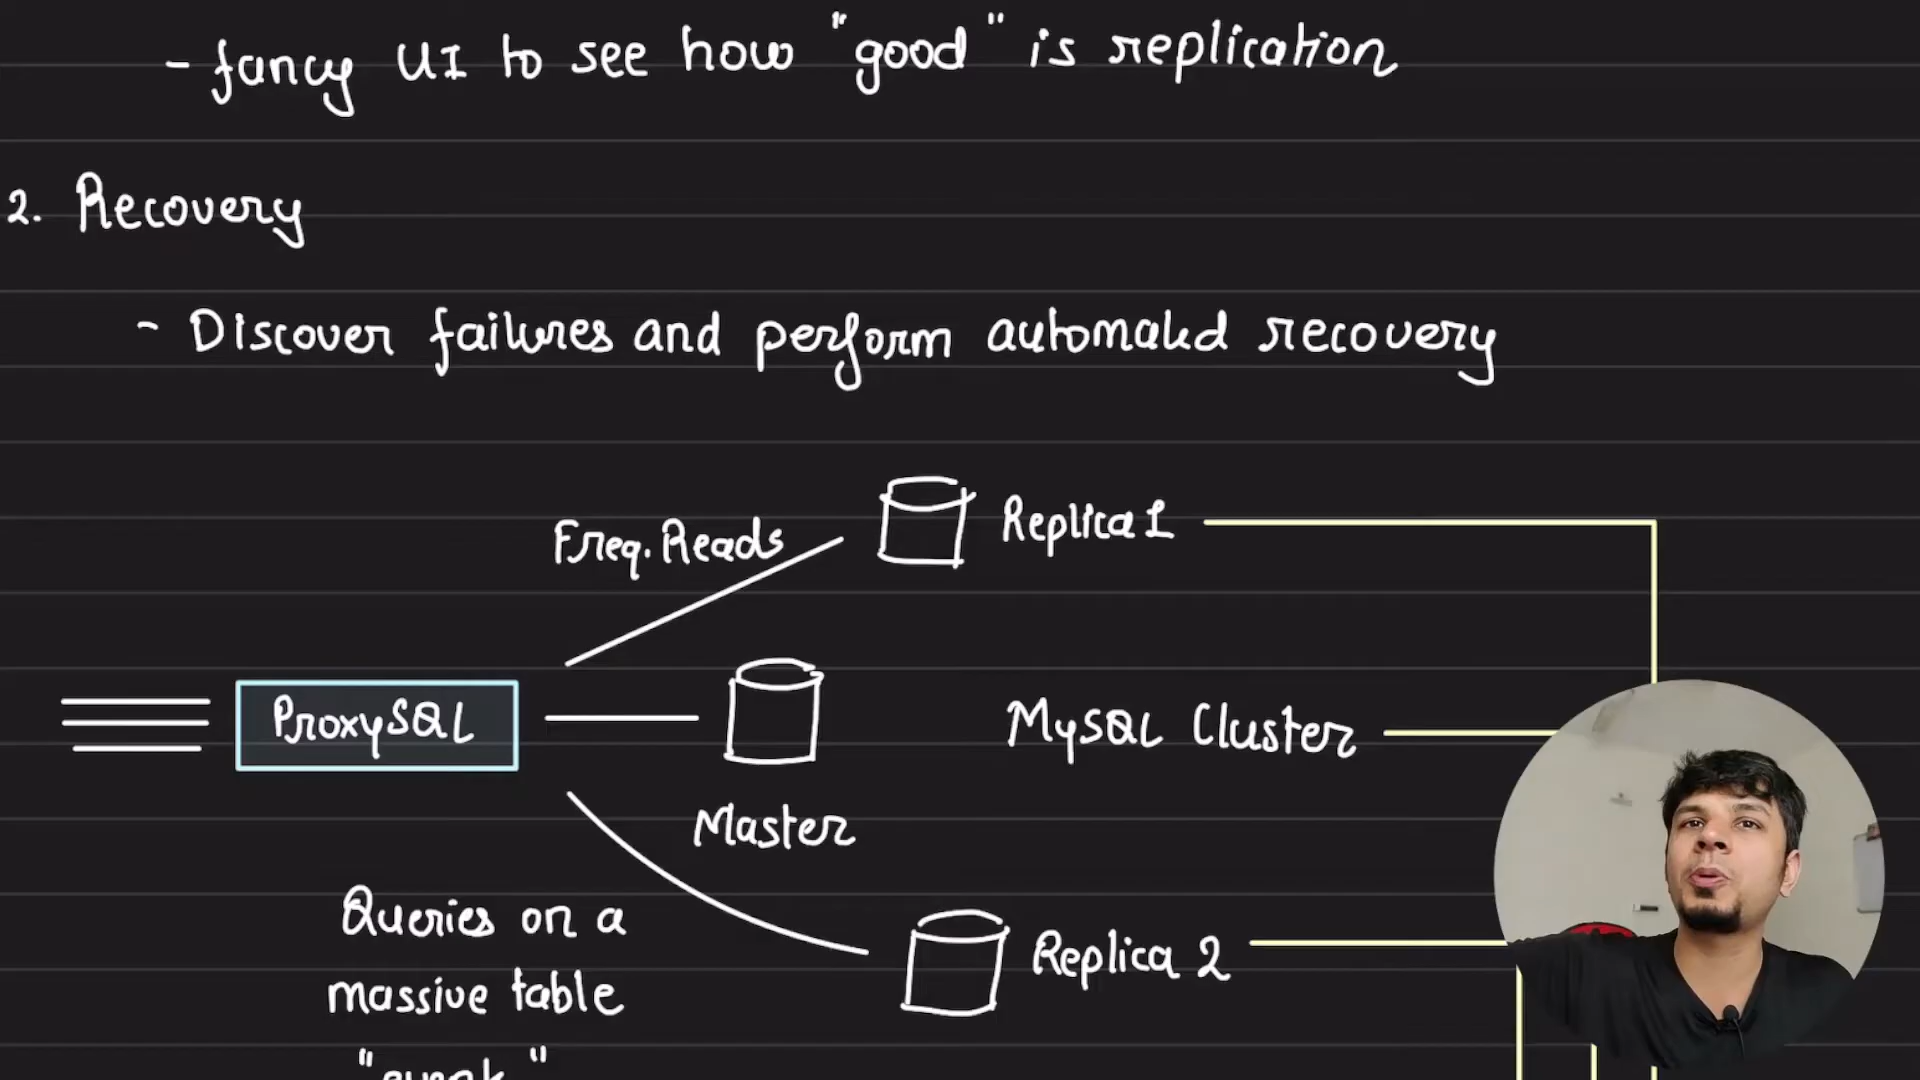 - fancy UI to see how "good" is replication
2. Recovery
- Discover failures and perform automated recovery
Freq. Reads
Replica 1
ProxySQL
MySQL Cluster
Master
Queries on a
massive table
Replica 2